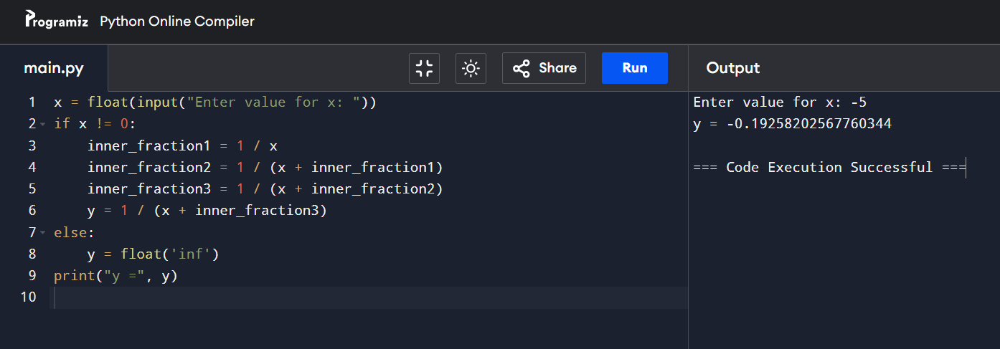 Programiz Python Online Compiler
main.py Share Run Output
1 x = float(input("Enter value for x: "))
2 if x != 0:
3     inner_fraction1 = 1 / x
4     inner_fraction2 = 1 / (x + inner_fraction1)
5     inner_fraction3 = 1 / (x + inner_fraction2)
6     y = 1 / (x + inner_fraction3)
7 else:
8     y = float('inf')
9 print("y =", y)
10
Enter value for x: -5
y = -0.19258202567760344
=== Code Execution Successful ===